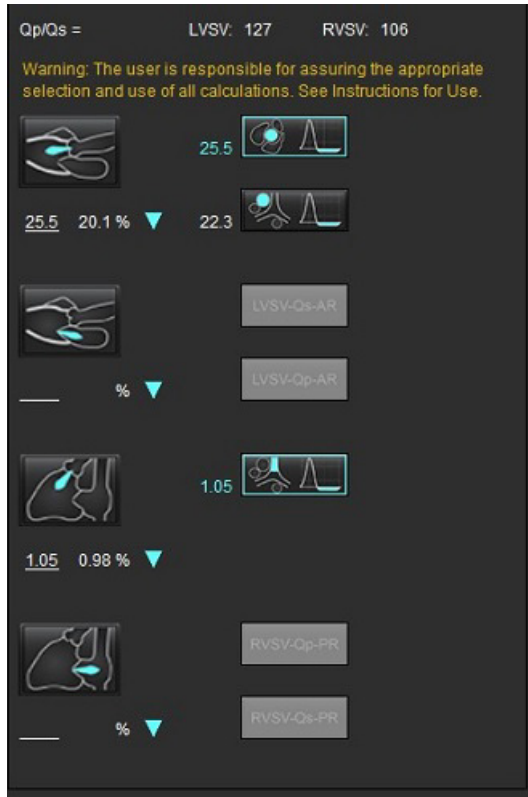 Qp/Qs = LVSV: 127 RVSV: 106
Warning: The user is responsible for assuring the appropriate
selection and use of all calculations. See Instructions for Use.
25.5
25.5 20.1 % 22.3
LVSV-Qs-AR
LVSV-Qp-AR
%
1.05
1.05 0.98 %
RVSV-Qp-PR
RVSV-Qs-PR
%